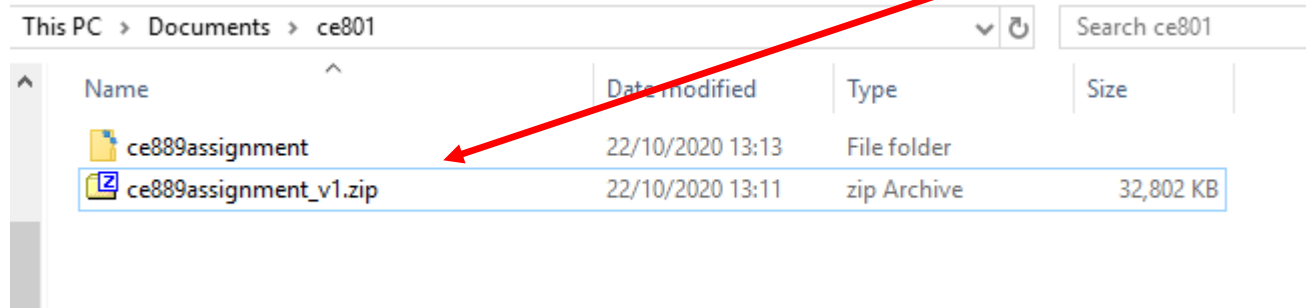 This PC > Documents > ce801 Search ce801
Name Date modified Type Size
ce889assignment 22/10/2020 13:13 File folder
ce889assignment_v1.zip 22/10/2020 13:11 zip Archive 32,802 KB